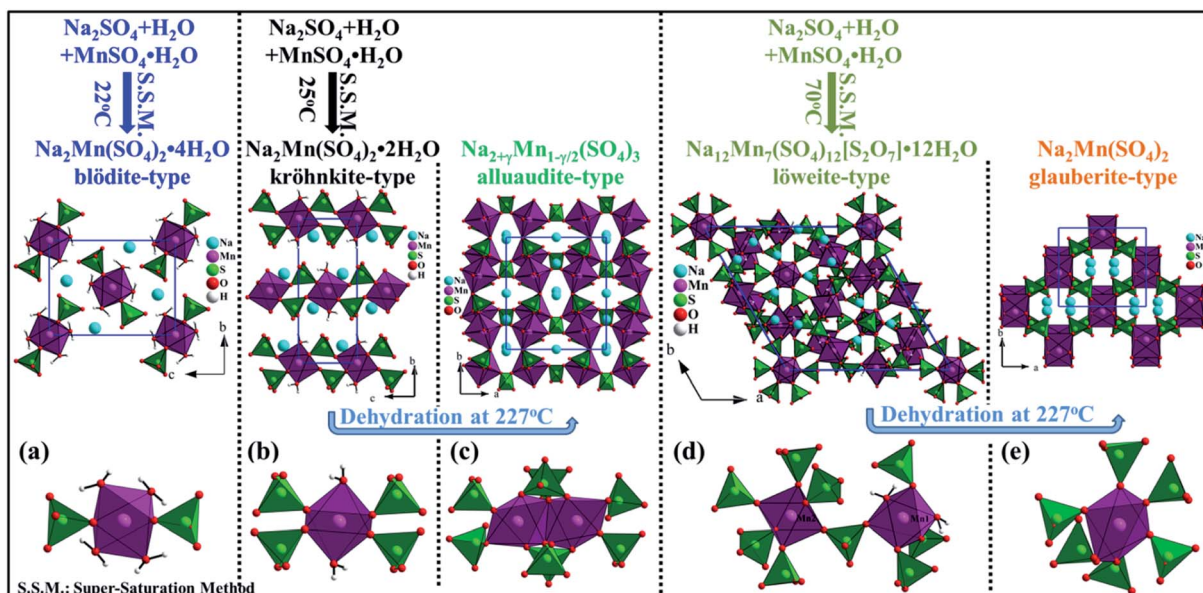 Na₂SO₄+H₂O
+MnSO₄•H₂O
S.S.M.
22°C
Na₂Mn(SO₄)₂•4H₂O
blödite-type
Na
Mn
S
O
H
b
c
Na₂SO₄+H₂O
+MnSO₄•H₂O
S.S.M.
25°C
Na₂Mn(SO₄)₂•2H₂O
kröhnkite-type
Na
Mn
S
O
H
b
c
Na₂₊γMn₁₋γ/₂(SO₄)₃
alluaudite-type
Na
Mn
S
O
b
a
Dehydration at 227°C
Na₂SO₄+H₂O
+MnSO₄•H₂O
S.S.M.
70°C
Na₁₂Mn₇(SO₄)₁₂[S₂O₇]•12H₂O
löweite-type
Na
Mn
S
O
H
b
a
Na₂Mn(SO₄)₂
glauberite-type
Na
Mn
S
O
b
a
Dehydration at 227°C
(a)
(b)
(c)
(d)
(e)
Mn2
Mn1
S.S.M.: Super-Saturation Method